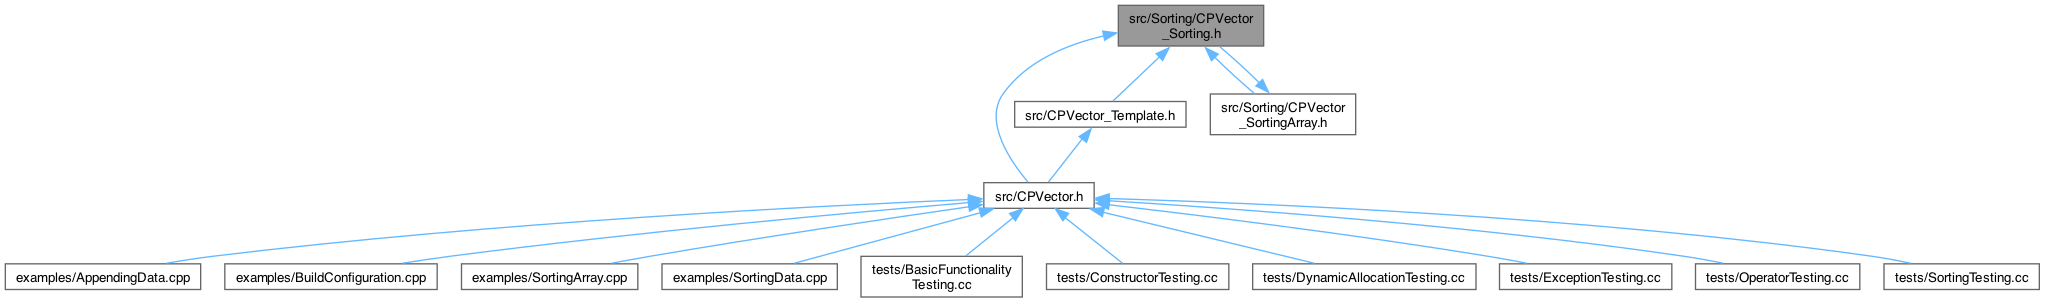 src/Sorting/CPVector
_Sorting.h
src/CPVector_Template.h
src/Sorting/CPVector
_SortingArray.h
src/CPVector.h
examples/AppendingData.cpp
examples/BuildConfiguration.cpp
examples/SortingArray.cpp
examples/SortingData.cpp
tests/BasicFunctionality
Testing.cc
tests/ConstructorTesting.cc
tests/DynamicAllocationTesting.cc
tests/ExceptionTesting.cc
tests/OperatorTesting.cc
tests/SortingTesting.cc